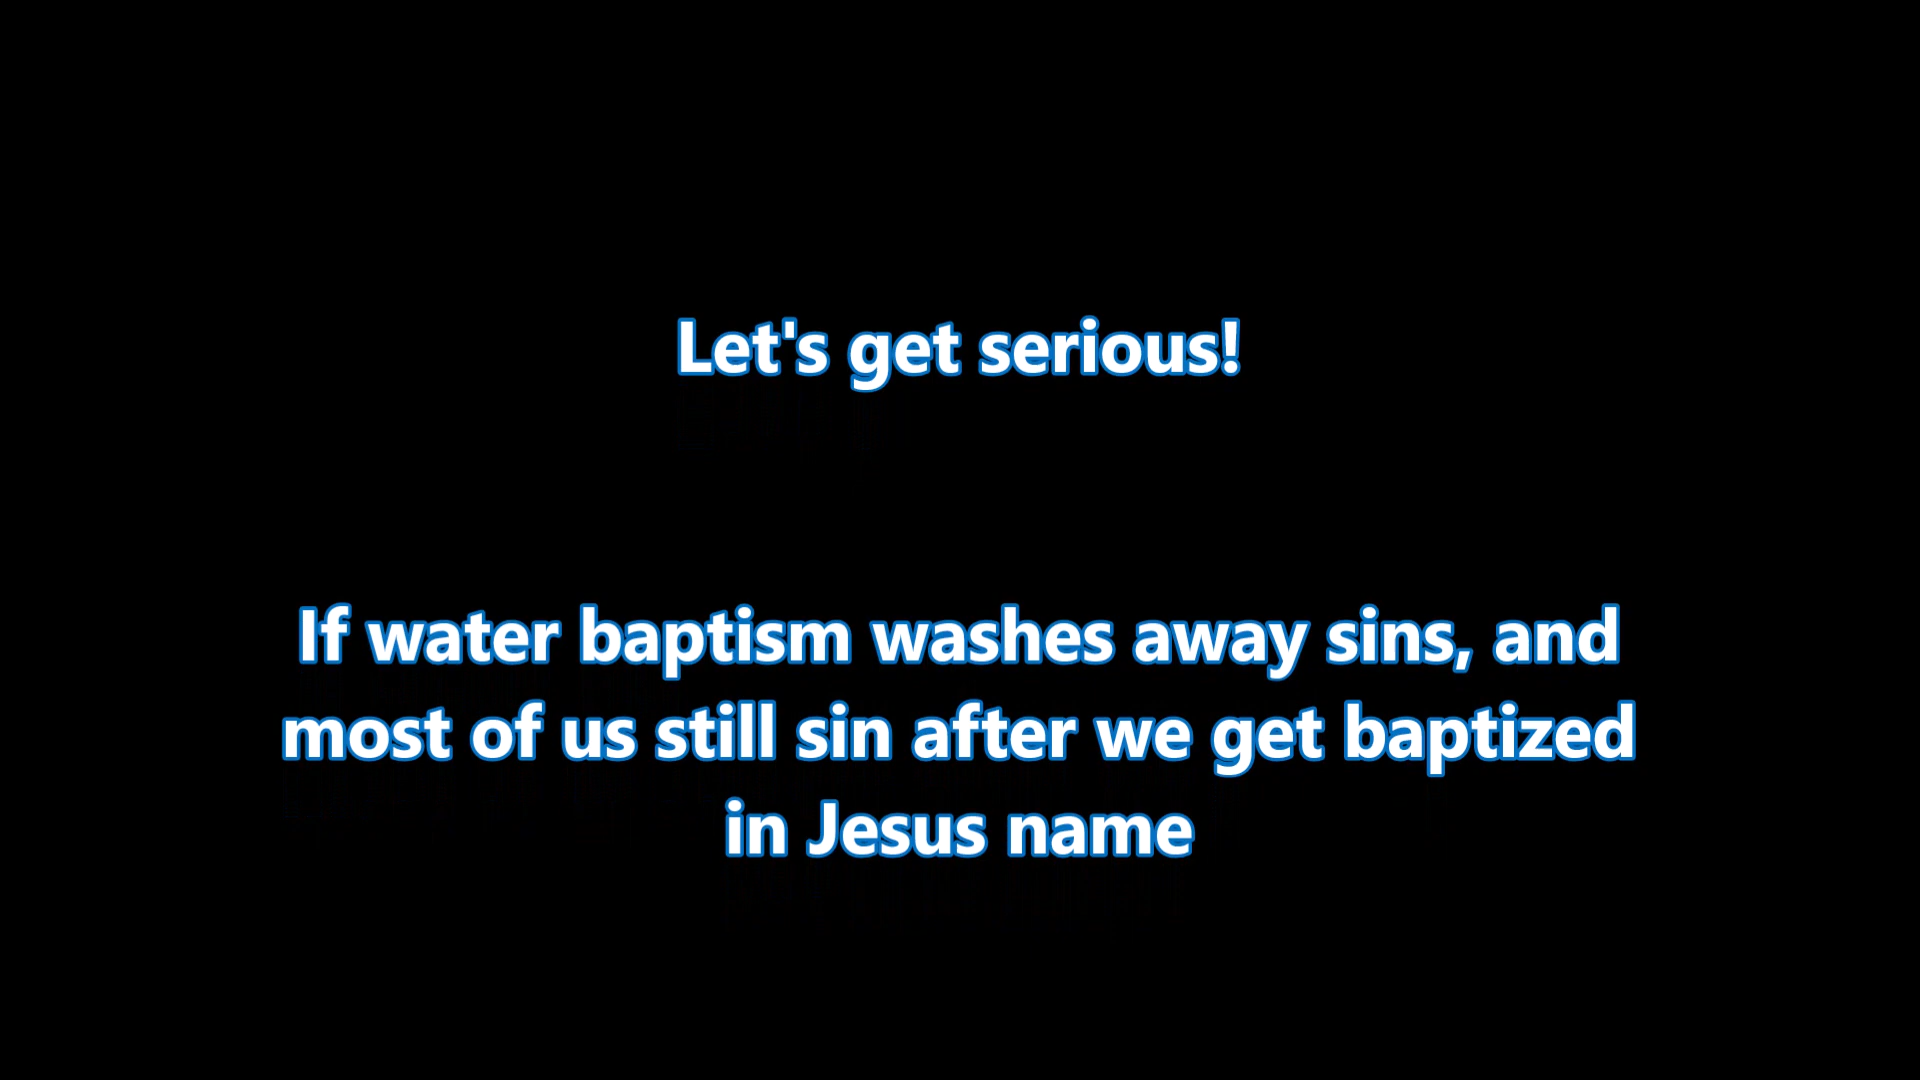 Let's get serious!
If water baptism washes away sins, and
most of us still sin after we get baptized
in Jesus name